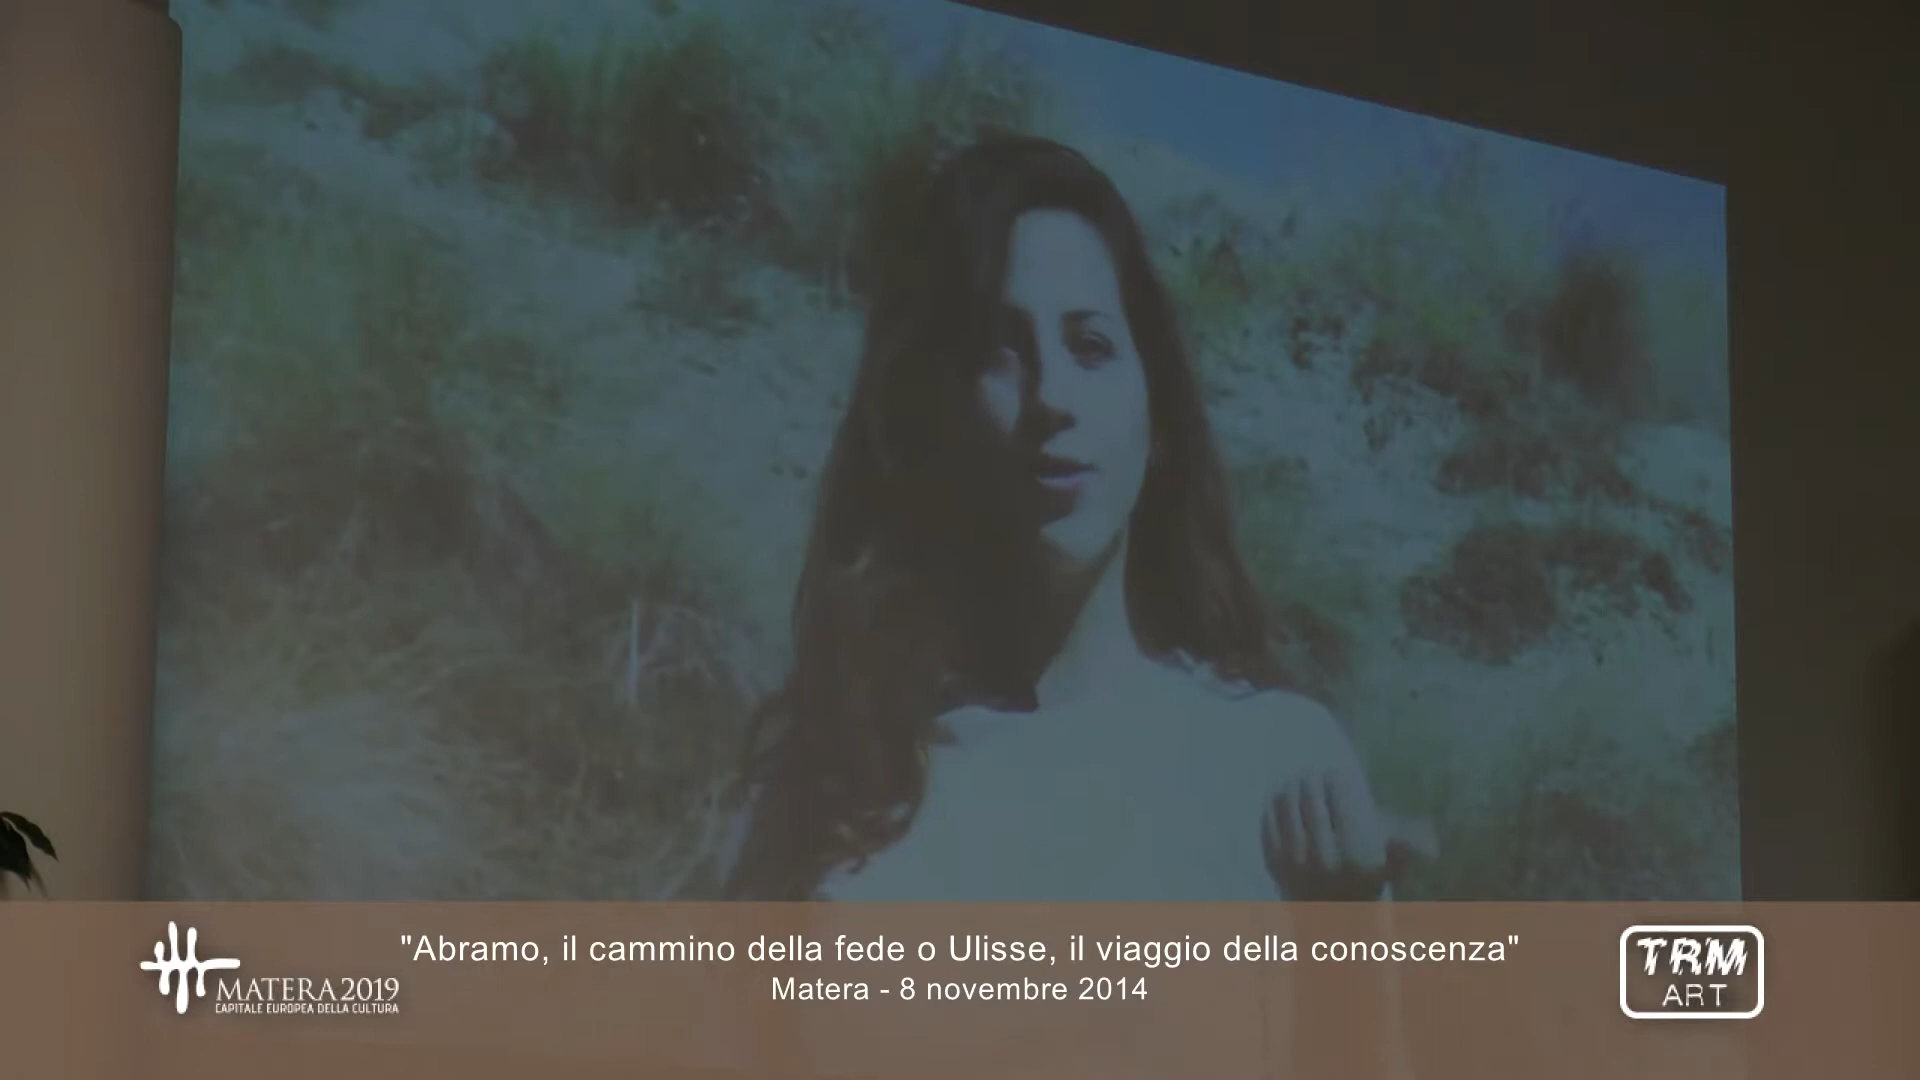 "Abramo, il cammino della fede o Ulisse, il viaggio della conoscenza"
Matera - 8 novembre 2014
MATERA 2019
CAPITALE EUROPEA DELLA CULTURA
TRM
ART